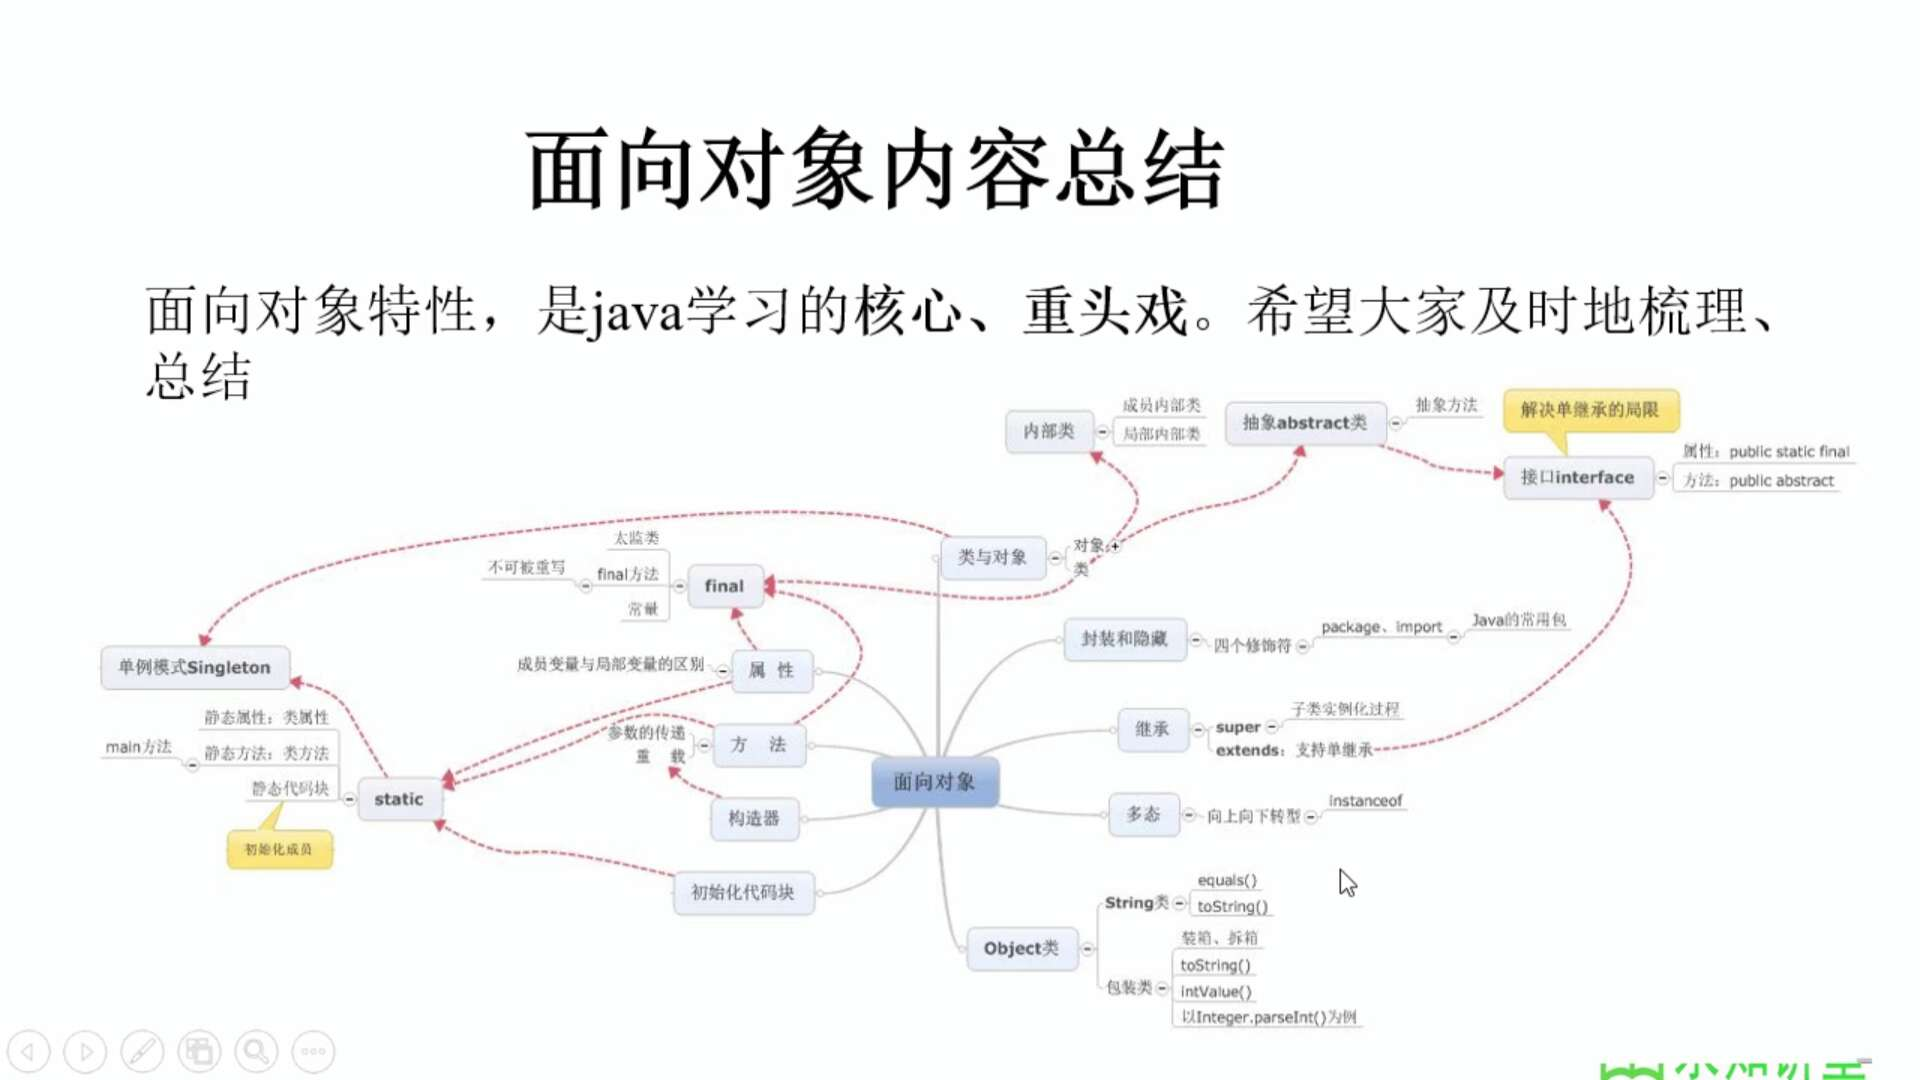 面向对象内容总结
面向对象特性，是java学习的核心、重头戏。希望大家及时地梳理、
总结
内部类
成员内部类
局部内部类
抽象abstract类
抽象方法
解决单继承的局限
接口interface
属性：public static final
方法：public abstract
类与对象
对象
类
太监类
不可被重写
final方法
常量
final
单例模式Singleton
成员变量与局部变量的区别
属 性
封装和隐藏
四个修饰符
package、import
Java的常用包
静态属性：类属性
main方法
静态方法：类方法
静态代码块
static
初始化成员
参数的传递
重 载
方 法
构造器
初始化代码块
面向对象
继承
super
子类实例化过程
extends：支持单继承
多态
向上向下转型
instanceof
Object类
String类
equals()
toString()
包装类
装箱、拆箱
toString()
intValue()
以Integer.parseInt()为例